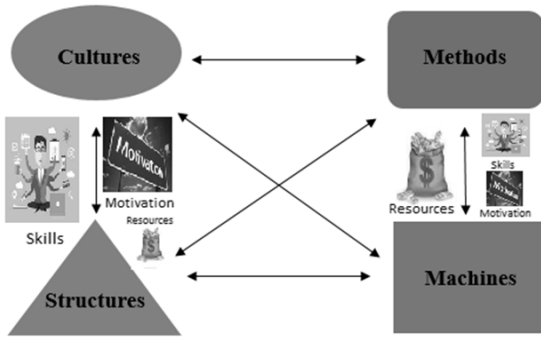 Cultures
Methods
Motivation
Skills
Motivation
Resources
Skills
Motivation
Resources
Structures
Machines